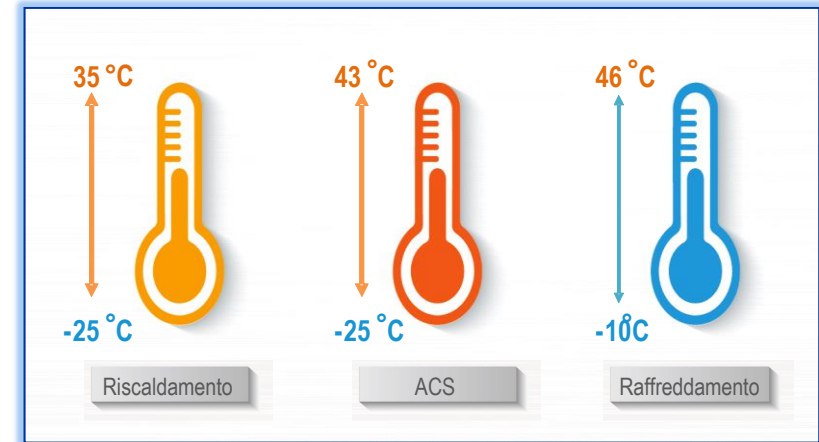 35 °C
43 °C
46 °C
-25 °C
-25 °C
-10°C
Riscaldamento
ACS
Raffreddamento